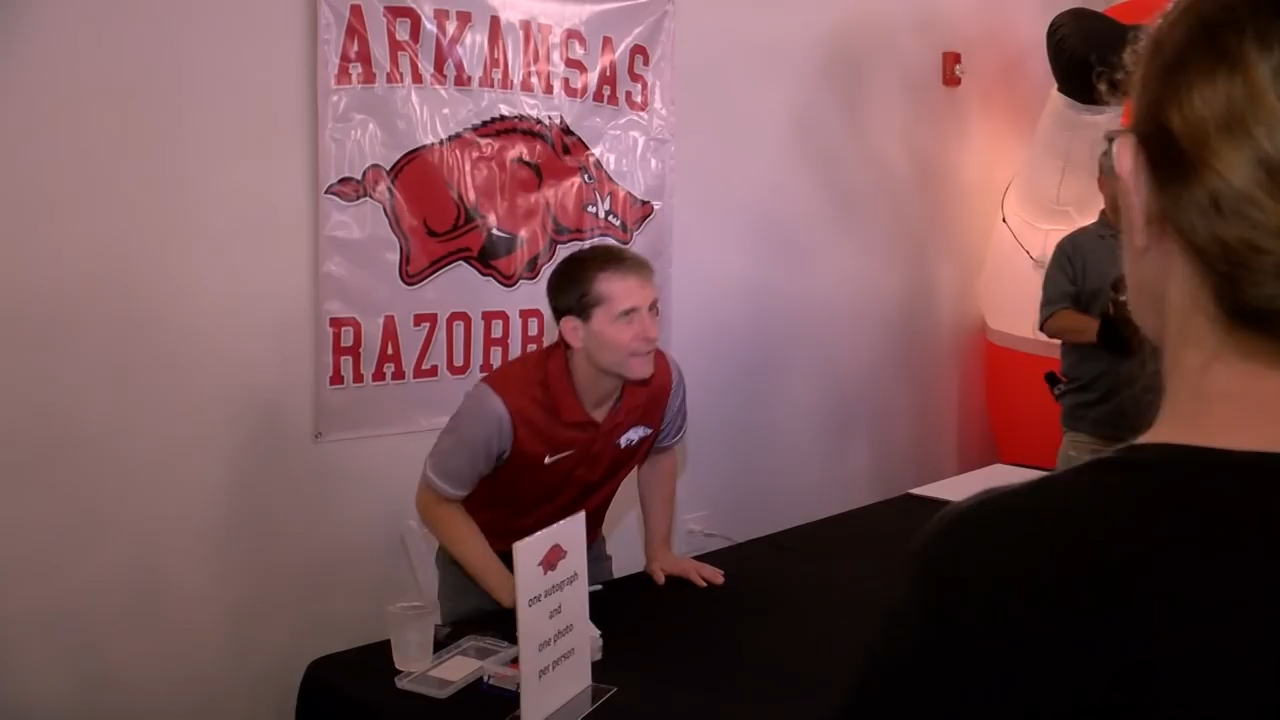 ARKANSAS
RAZORB
one autograph
and
one photo
per person